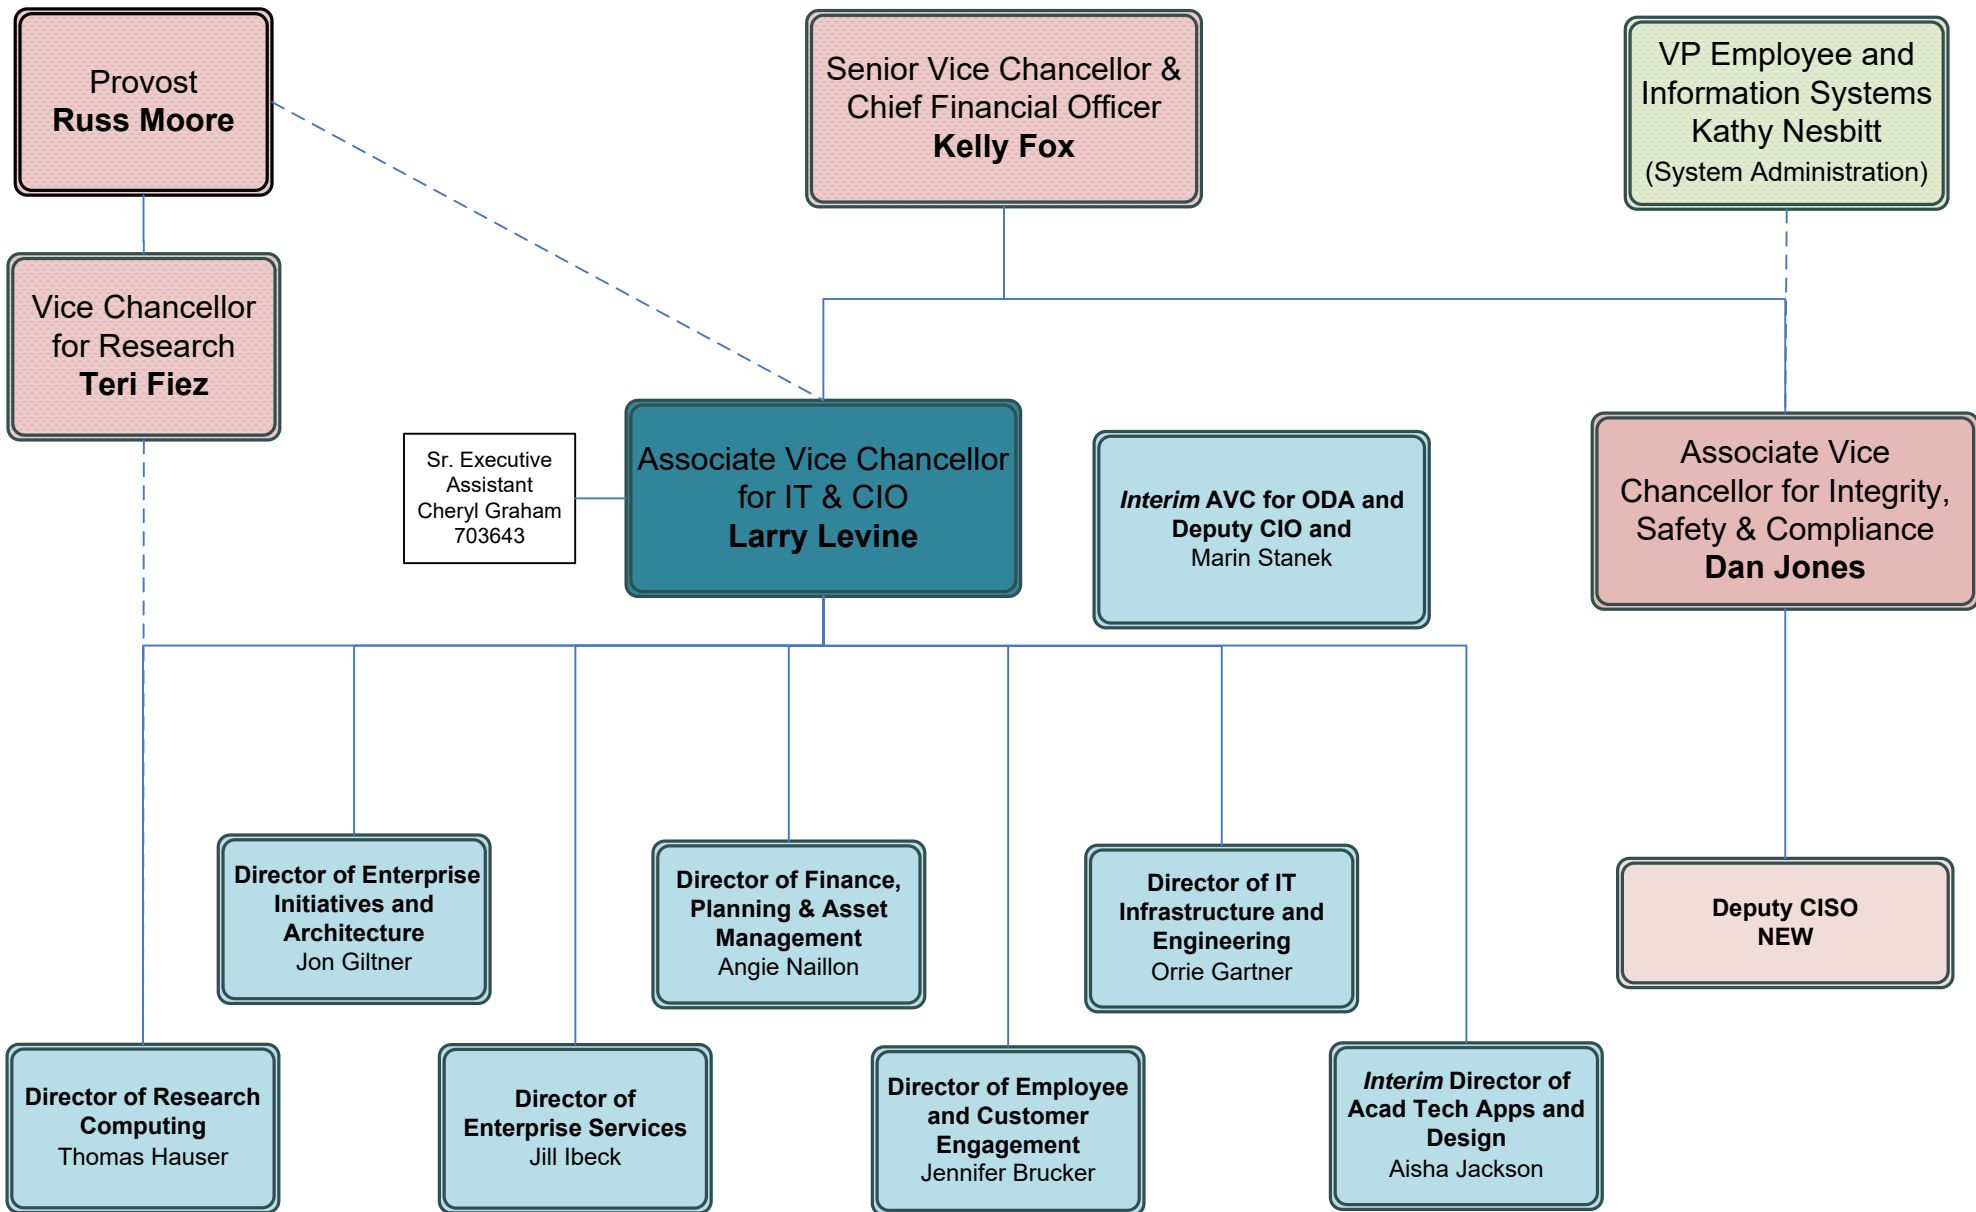 Provost
Russ Moore
Senior Vice Chancellor &
Chief Financial Officer
Kelly Fox
VP Employee and
Information Systems
Kathy Nesbitt
(System Administration)
Vice Chancellor
for Research
Teri Fiez
Sr. Executive
Assistant
Cheryl Graham
703643
Associate Vice Chancellor
for IT & CIO
Larry Levine
Interim AVC for ODA and
Deputy CIO and
Marin Stanek
Associate Vice
Chancellor for Integrity,
Safety & Compliance
Dan Jones
Director of Enterprise
Initiatives and
Architecture
Jon Giltner
Director of Finance,
Planning & Asset
Management
Angie Naillon
Director of IT
Infrastructure and
Engineering
Orrie Gartner
Deputy CISO
NEW
Director of Research
Computing
Thomas Hauser
Director of
Enterprise Services
Jill Ibeck
Director of Employee
and Customer
Engagement
Jennifer Brucker
Interim Director of
Acad Tech Apps and
Design
Aisha Jackson